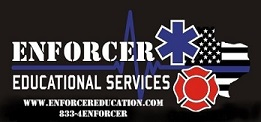 ENFORCER
EDUCATIONAL SERVICES
WWW.ENFORCEREDUCATION.COM
833-4ENFORCER